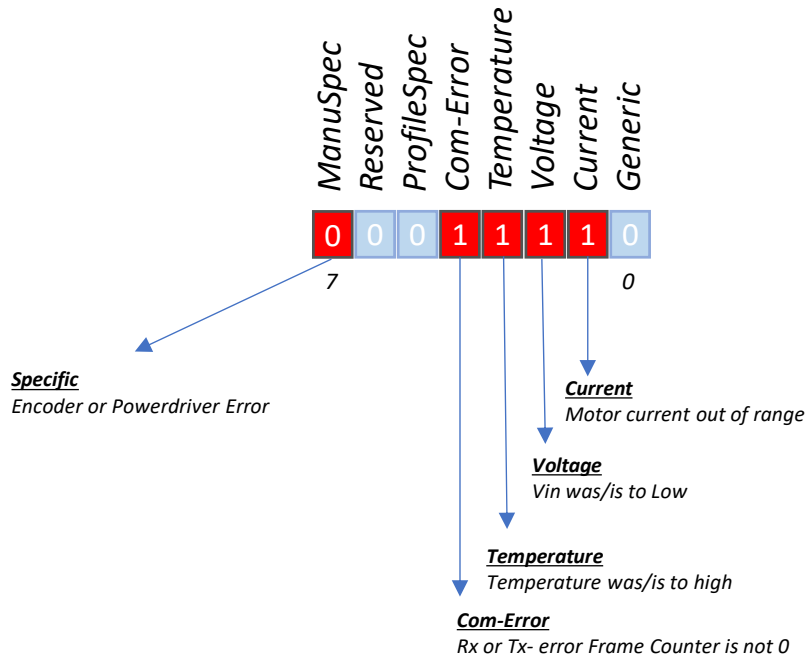 ManuSpec
Reserved
ProfileSpec
Com-Error
Temperature
Voltage
Current
Generic
0 0 0 1 1 1 1 0
7 0
Specific
Encoder or Powerdriver Error
Current
Motor current out of range
Voltage
Vin was/is to Low
Temperature
Temperature was/is to high
Com-Error
Rx or Tx- error Frame Counter is not 0